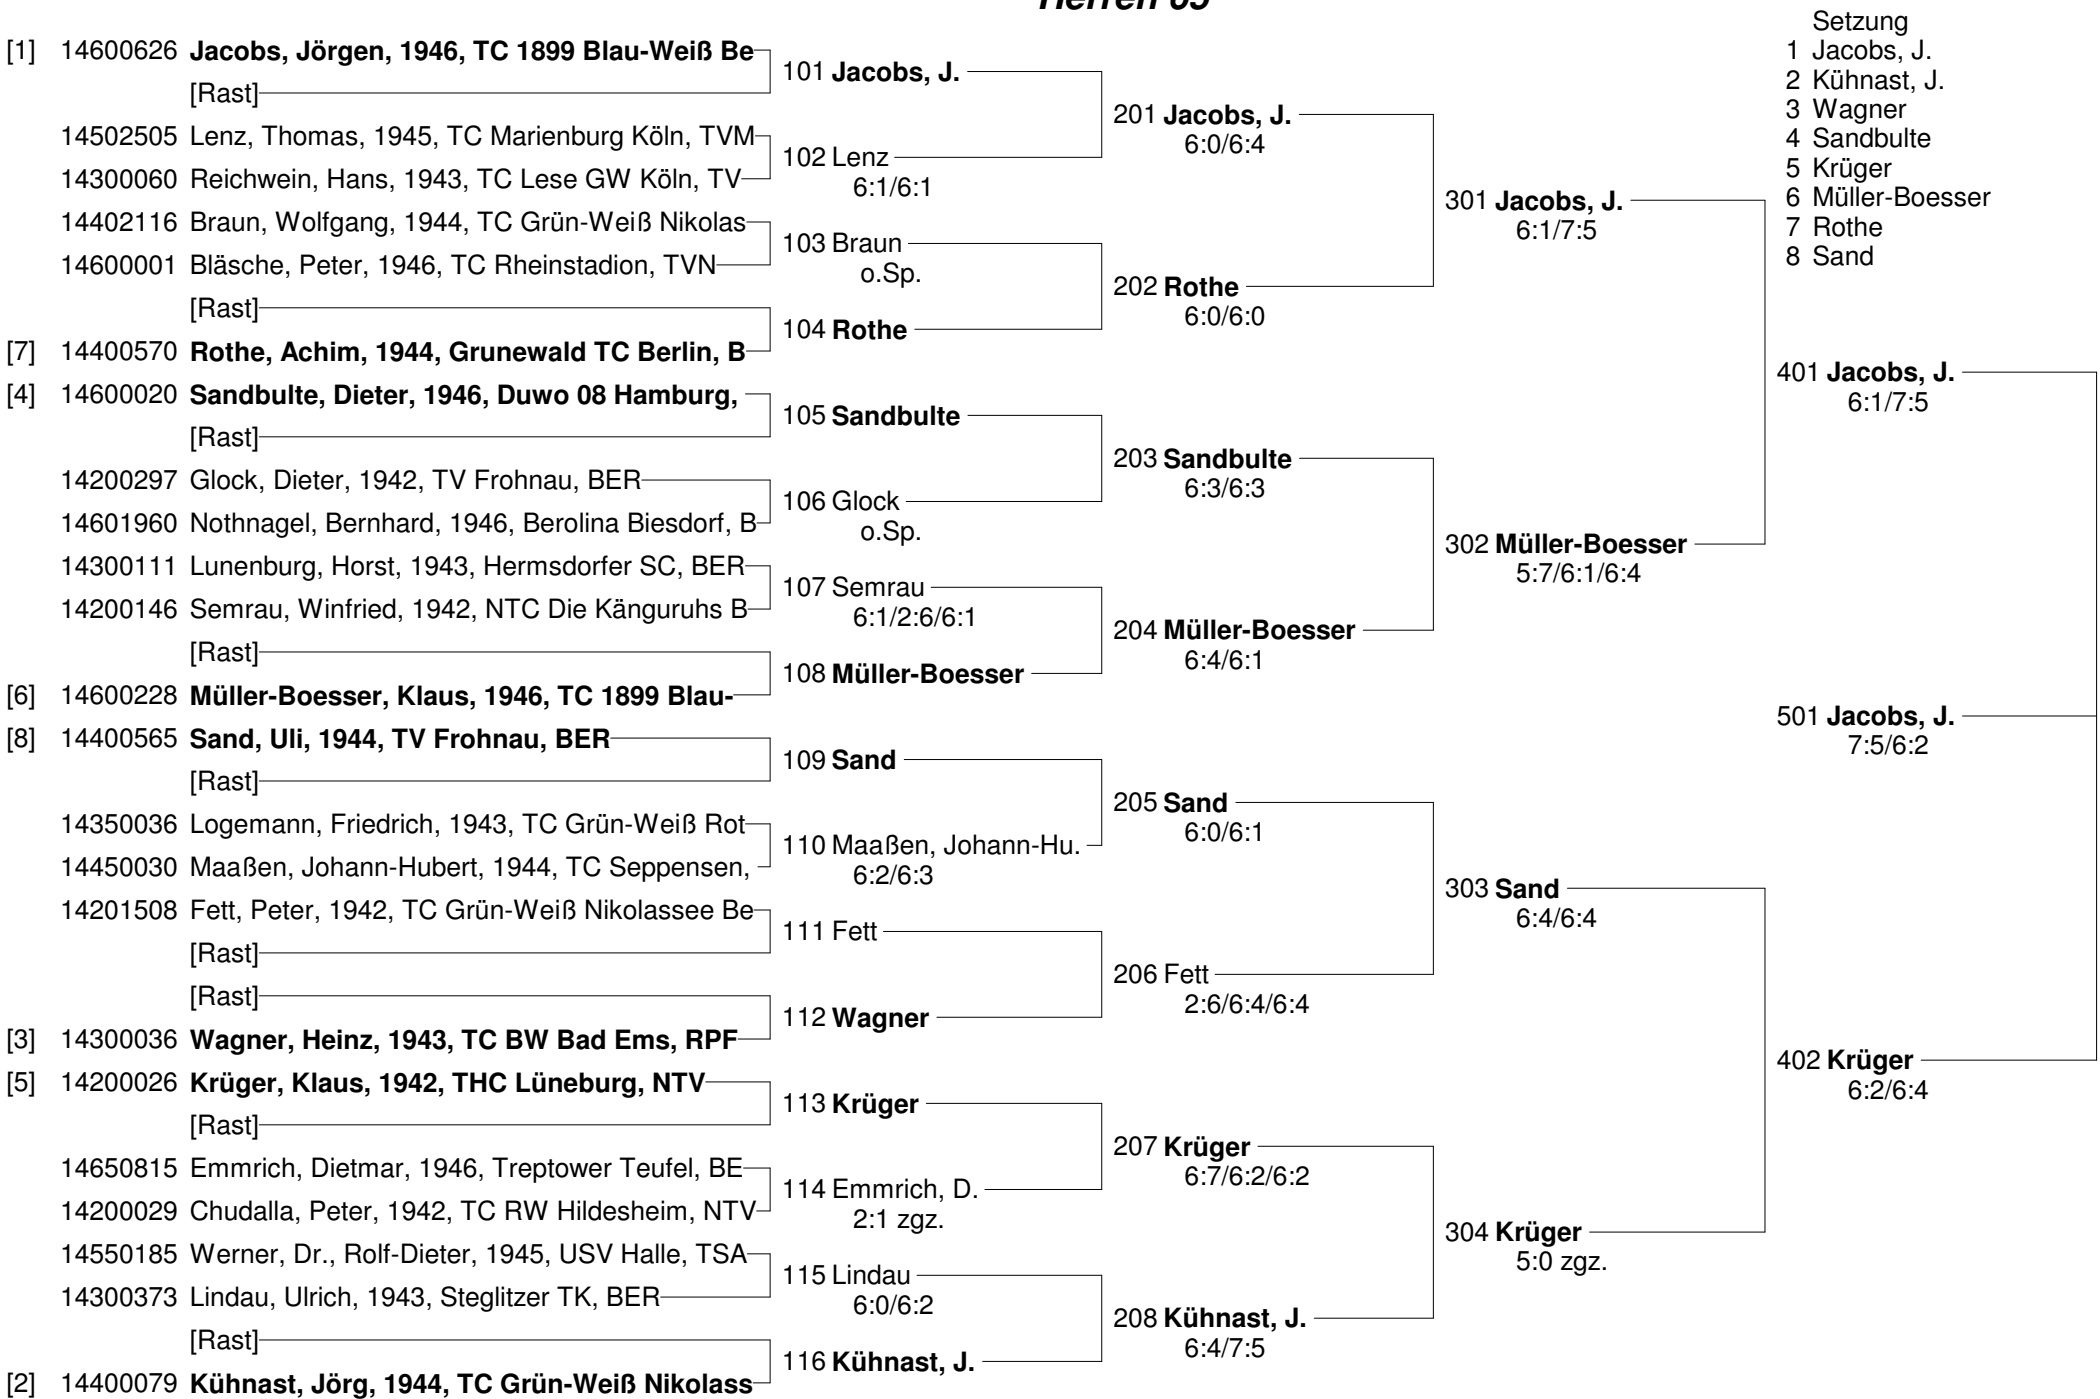 Herren 65
[1] 14600626 Jacobs, Jörgen, 1946, TC 1899 Blau-Weiß Be
[Rast]
14502505 Lenz, Thomas, 1945, TC Marienburg Köln, TVM
14300060 Reichwein, Hans, 1943, TC Lese GW Köln, TV
14402116 Braun, Wolfgang, 1944, TC Grün-Weiß Nikolas
14600001 Bläsche, Peter, 1946, TC Rheinstadion, TVN
[Rast]
[7] 14400570 Rothe, Achim, 1944, Grunewald TC Berlin, B
[4] 14600020 Sandbulte, Dieter, 1946, Duwo 08 Hamburg,
[Rast]
14200297 Glock, Dieter, 1942, TV Frohnau, BER
14601960 Nothnagel, Bernhard, 1946, Berolina Biesdorf, B
14300111 Lunenburg, Horst, 1943, Hermsdorfer SC, BER
14200146 Semrau, Winfried, 1942, NTC Die Känguruhs B
[Rast]
[6] 14600228 Müller-Boesser, Klaus, 1946, TC 1899 Blau-
[8] 14400565 Sand, Uli, 1944, TV Frohnau, BER
[Rast]
14350036 Logemann, Friedrich, 1943, TC Grün-Weiß Rot
14450030 Maaßen, Johann-Hubert, 1944, TC Seppensen,
14201508 Fett, Peter, 1942, TC Grün-Weiß Nikolassee Be
[Rast]
[Rast]
[3] 14300036 Wagner, Heinz, 1943, TC BW Bad Ems, RPF
[5] 14200026 Krüger, Klaus, 1942, THC Lüneburg, NTV
[Rast]
14650815 Emmrich, Dietmar, 1946, Treptower Teufel, BE
14200029 Chudalla, Peter, 1942, TC RW Hildesheim, NTV
14550185 Werner, Dr., Rolf-Dieter, 1945, USV Halle, TSA
14300373 Lindau, Ulrich, 1943, Steglitzer TK, BER
[Rast]
[2] 14400079 Kühnast, Jörg, 1944, TC Grün-Weiß Nikolass
101 Jacobs, J.
102 Lenz
6:1/6:1
103 Braun
o.Sp.
104 Rothe
105 Sandbulte
106 Glock
o.Sp.
107 Semrau
6:1/2:6/6:1
108 Müller-Boesser
109 Sand
110 Maaßen, Johann-Hu.
6:2/6:3
111 Fett
112 Wagner
113 Krüger
114 Emmrich, D.
2:1 zgz.
115 Lindau
6:0/6:2
116 Kühnast, J.
201 Jacobs, J.
6:0/6:4
202 Rothe
6:0/6:0
203 Sandbulte
6:3/6:3
204 Müller-Boesser
6:4/6:1
205 Sand
6:0/6:1
206 Fett
2:6/6:4/6:4
207 Krüger
6:7/6:2/6:2
208 Kühnast, J.
6:4/7:5
301 Jacobs, J.
6:1/7:5
302 Müller-Boesser
5:7/6:1/6:4
303 Sand
6:4/6:4
304 Krüger
5:0 zgz.
Setzung
1 Jacobs, J.
2 Kühnast, J.
3 Wagner
4 Sandbulte
5 Krüger
6 Müller-Boesser
7 Rothe
8 Sand
401 Jacobs, J.
6:1/7:5
501 Jacobs, J.
7:5/6:2
402 Krüger
6:2/6:4